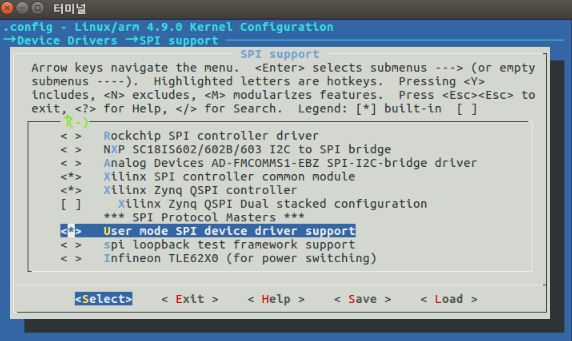 터미널
.config - Linux/arm 4.9.0 Kernel Configuration
→Device Drivers →SPI support
SPI support
Arrow keys navigate the menu.  <Enter> selects submenus ---> (or empty
submenus ----).  Highlighted letters are hotkeys.  Pressing <Y>
includes, <N> excludes, <M> modularizes features.  Press <Esc><Esc> to
exit, <?> for Help, </> for Search.  Legend: [*] built-in  [ ]
↑(-)
< >   Rockchip SPI controller driver
< >   NXP SC18IS602/602B/603 I2C to SPI bridge
< >   Analog Devices AD-FMCOMMS1-EBZ SPI-I2C-bridge driver
<*>   Xilinx SPI controller common module
<*>   Xilinx Zynq QSPI controller
[ ]     Xilinx Zynq QSPI Dual stacked configuration
*** SPI Protocol Masters ***
<*>   User mode SPI device driver support
< >   spi loopback test framework support
< >   Infineon TLE62X0 (for power switching)
<Select>    < Exit >    < Help >    < Save >    < Load >